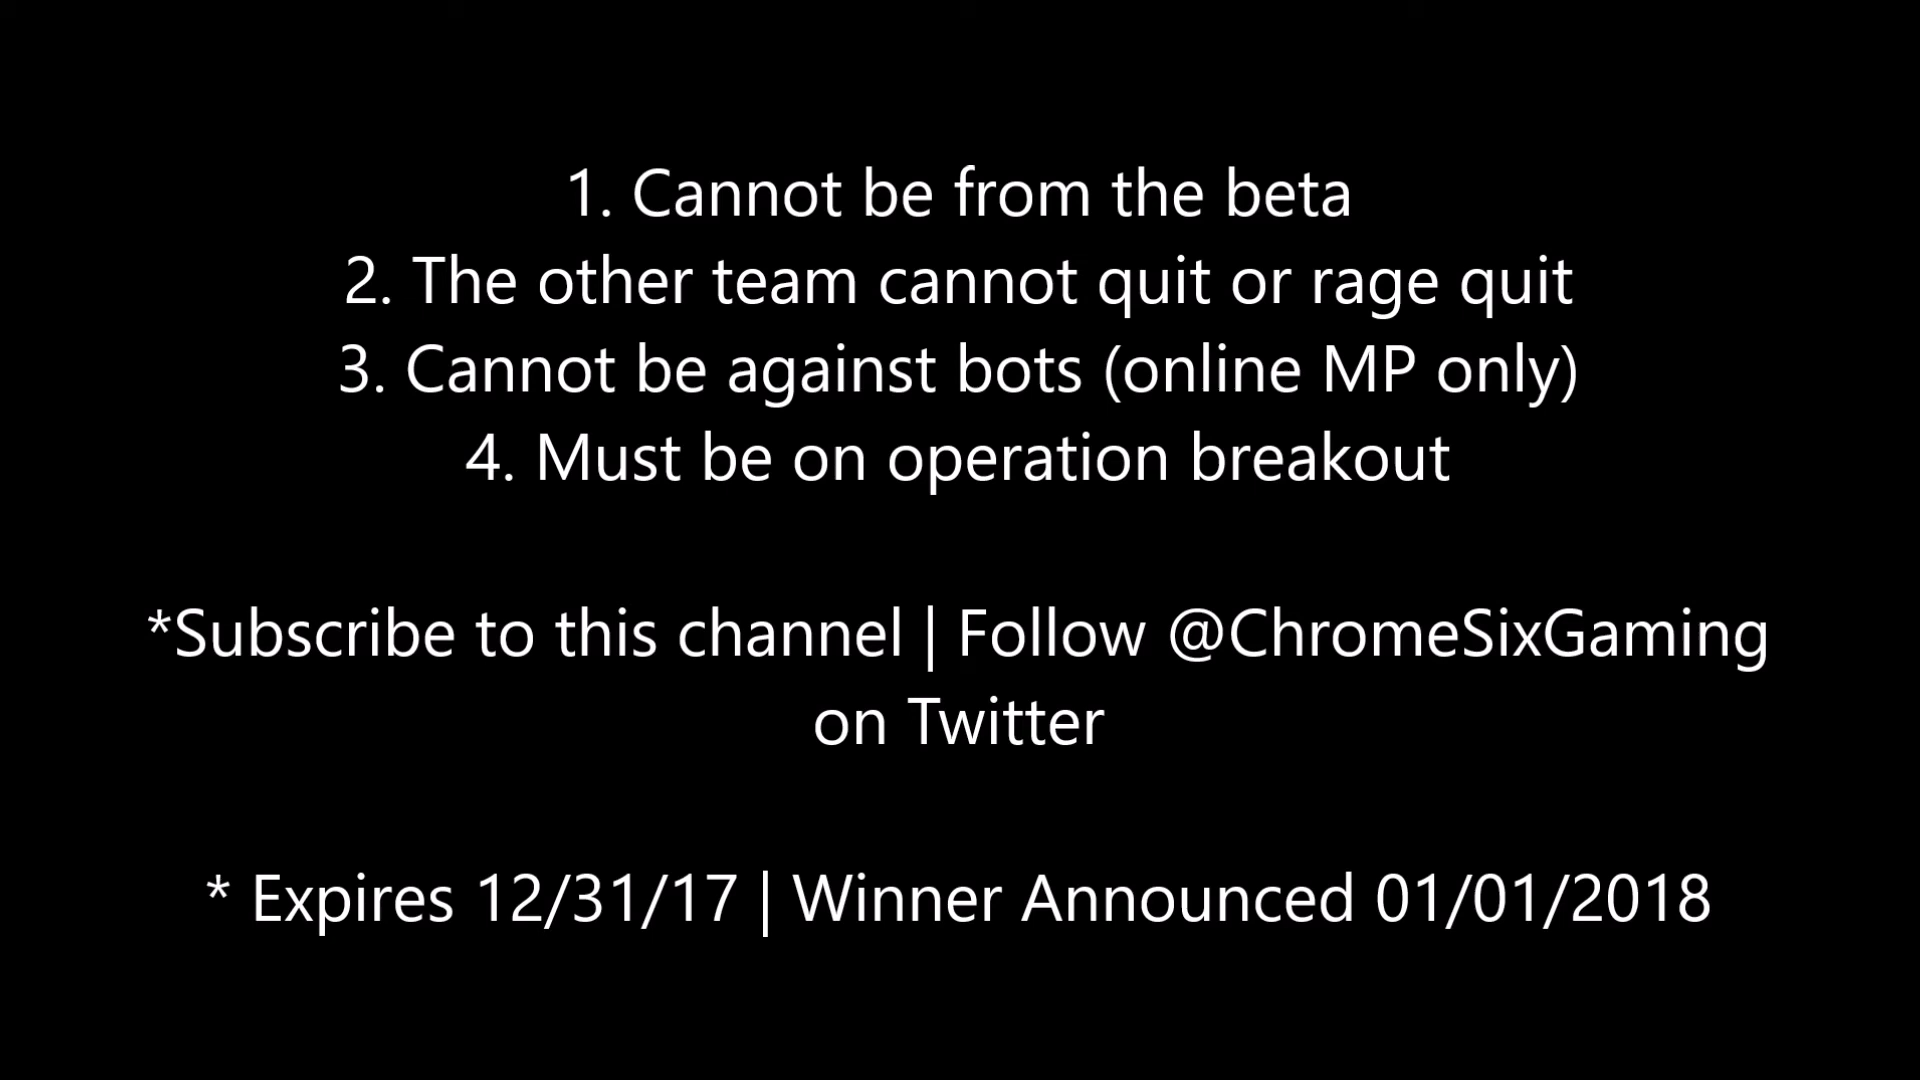 1. Cannot be from the beta
2. The other team cannot quit or rage quit
3. Cannot be against bots (online MP only)
4. Must be on operation breakout
*Subscribe to this channel | Follow @ChromeSixGaming
on Twitter
* Expires 12/31/17 | Winner Announced 01/01/2018